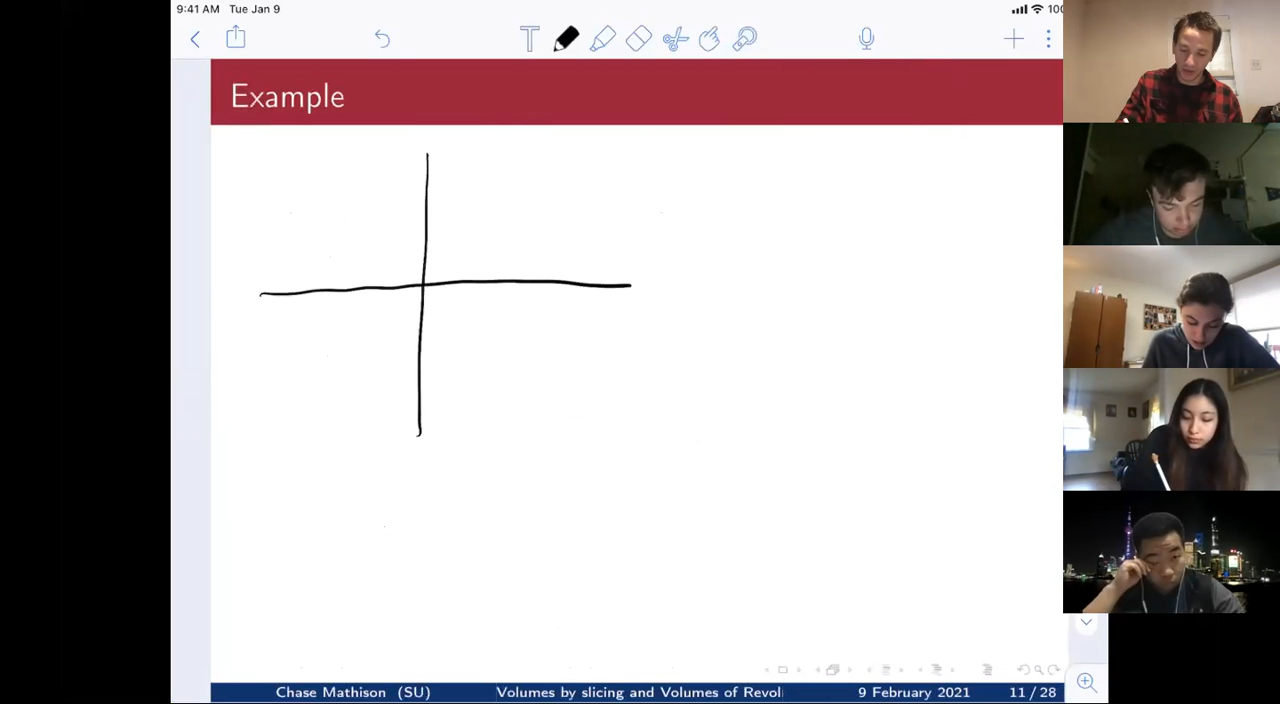 9:41 AM Tue Jan 9
100
Example
Chase Mathison (SU) Volumes by slicing and Volumes of Revol 9 February 2021 11 / 28